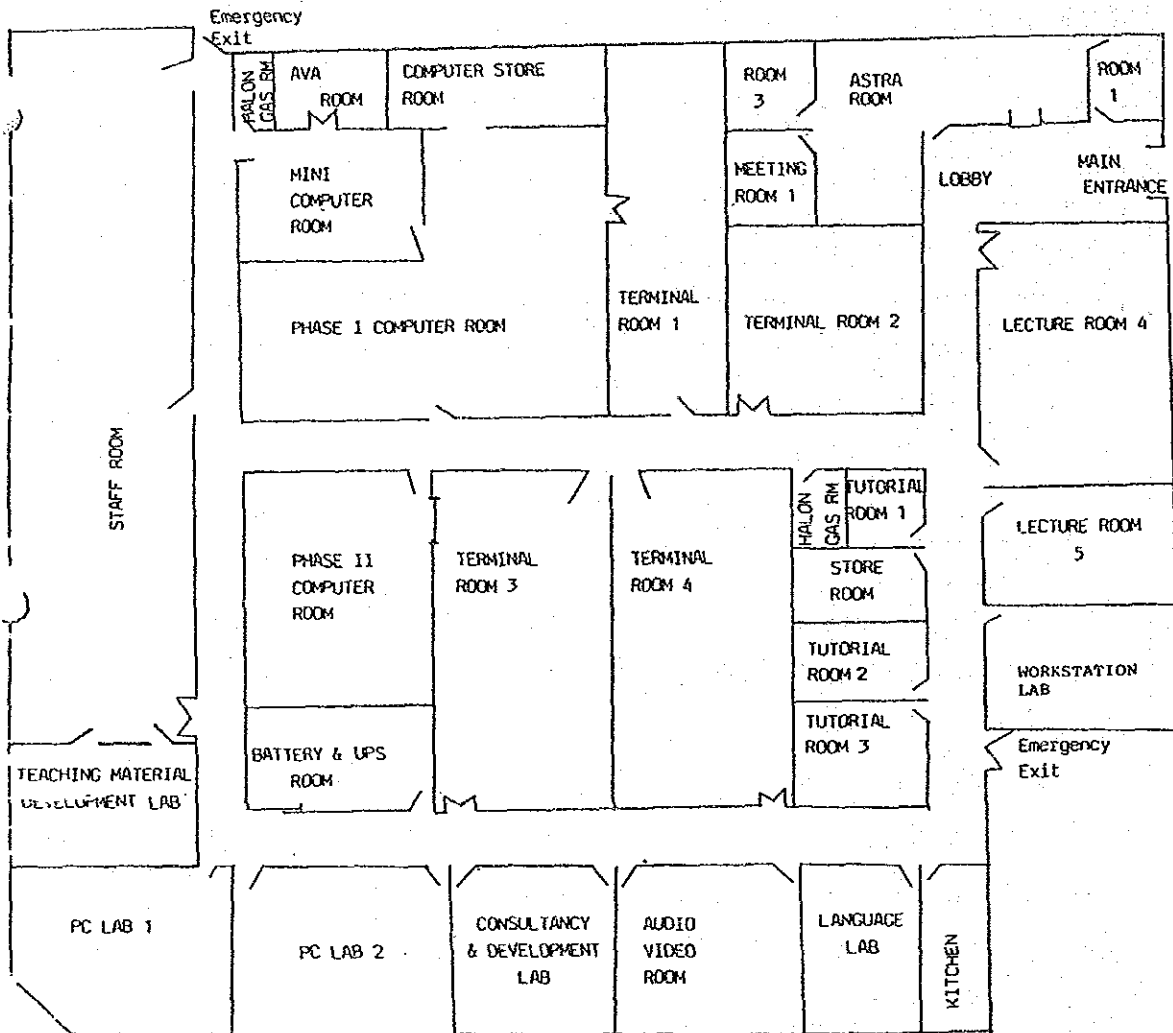 Emergency
Exit
HALON
GAS RM
AVA
ROOM
COMPUTER STORE
ROOM
ROOM
3
ASTRA
ROOM
ROOM
1
MINI
COMPUTER
ROOM
MEETING
ROOM 1
LOBBY
MAIN
ENTRANCE
PHASE I COMPUTER ROOM
TERMINAL
ROOM 1
TERMINAL ROOM 2
LECTURE ROOM 4
STAFF ROOM
PHASE II
COMPUTER
ROOM
TERMINAL
ROOM 3
TERMINAL
ROOM 4
HALON
GAS RM
TUTORIAL
ROOM 1
LECTURE ROOM
5
STORE
ROOM
TUTORIAL
ROOM 2
WORKSTATION
LAB
TUTORIAL
ROOM 3
Emergency
Exit
BATTERY & UPS
ROOM
TEACHING MATERIAL
DEVELOPMENT LAB
PC LAB 1
PC LAB 2
CONSULTANCY
& DEVELOPMENT
LAB
AUDIO
VIDEO
ROOM
LANGUAGE
LAB
KITCHEN